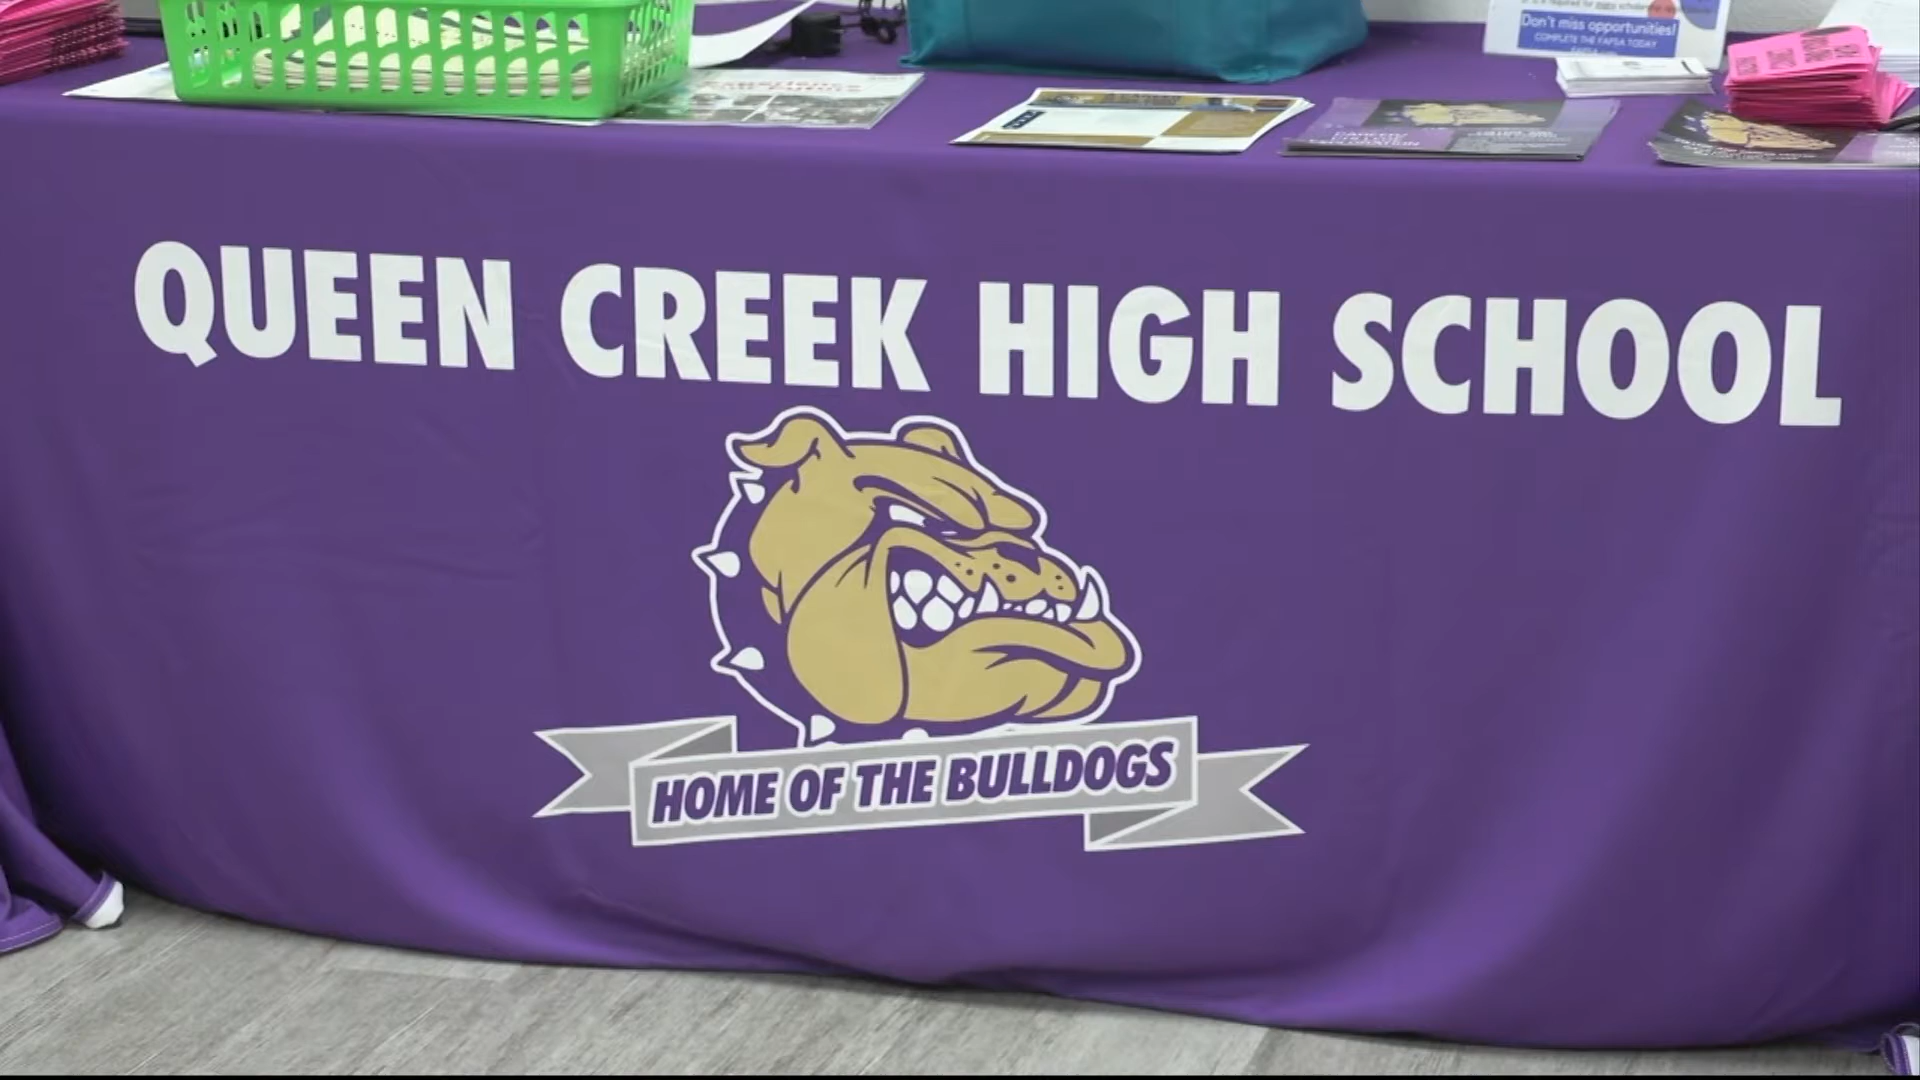 Don't miss opportunities!
COMPLETE THE FAFSA TODAY
QUEEN CREEK HIGH SCHOOL
HOME OF THE BULLDOGS